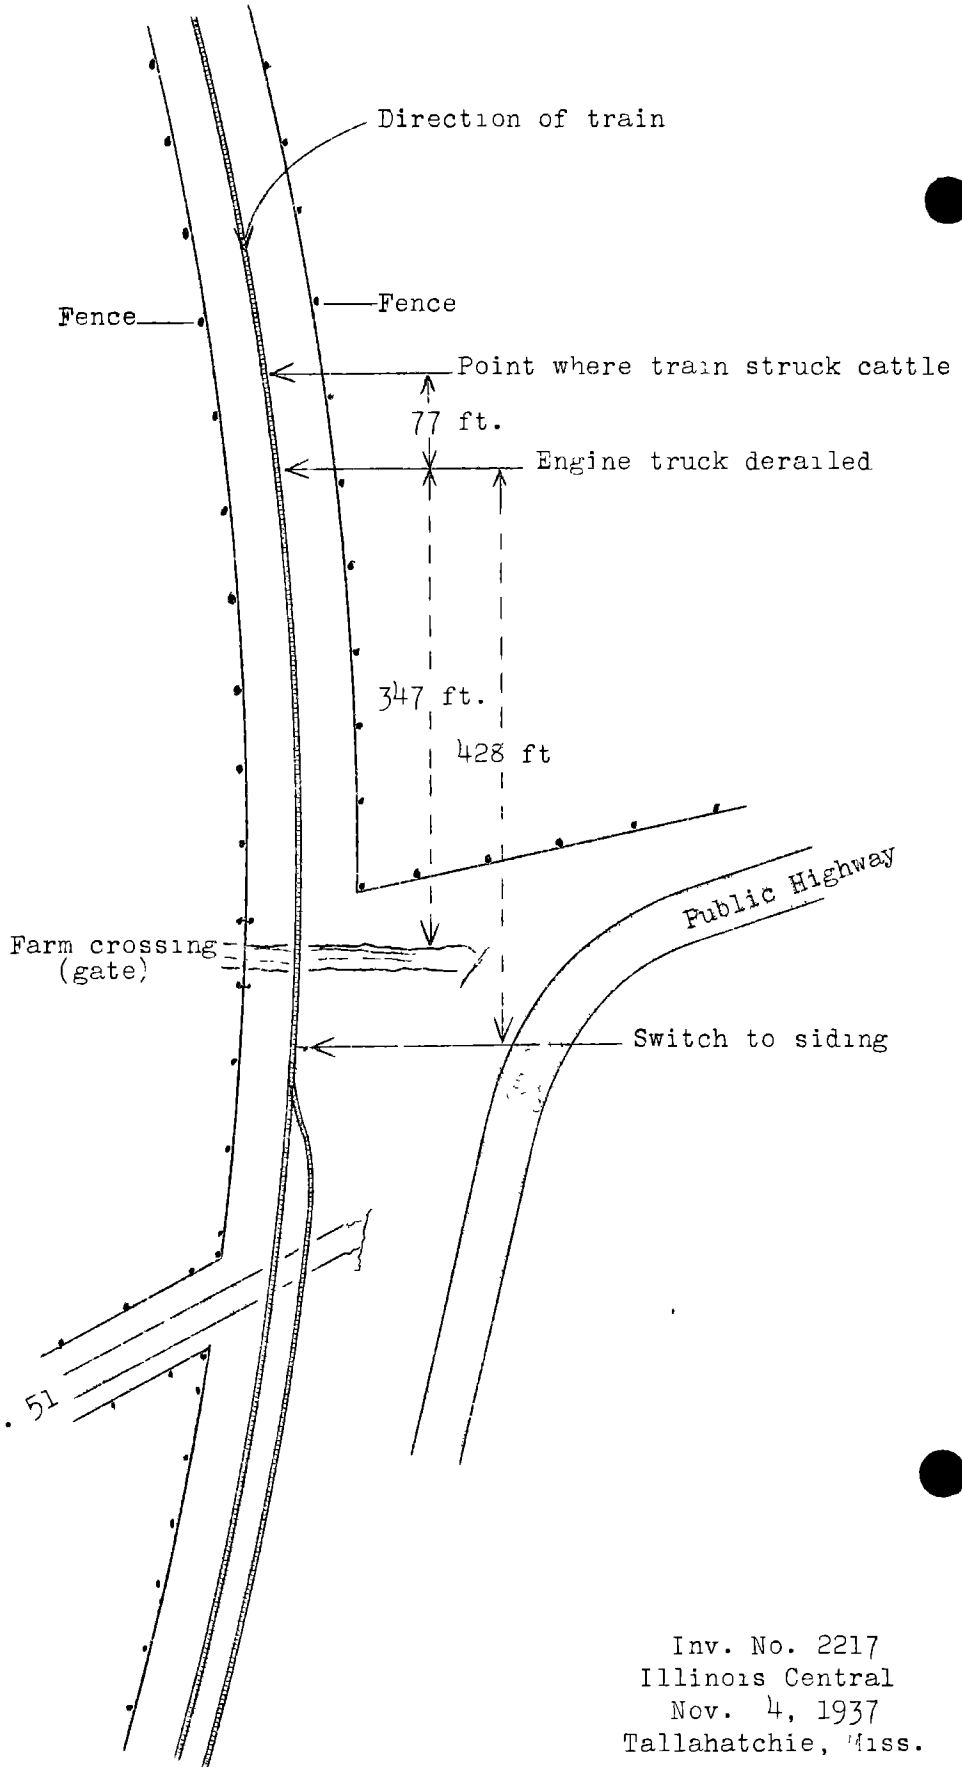 Direction of train
Fence
Fence
Point where train struck cattle
77 ft.
Engine truck derailed
347 ft.
428 ft
Public Highway
Farm crossing
(gate)
Switch to siding
. 51
Inv. No. 2217
Illinois Central
Nov. 4, 1937
Tallahatchie, Miss.